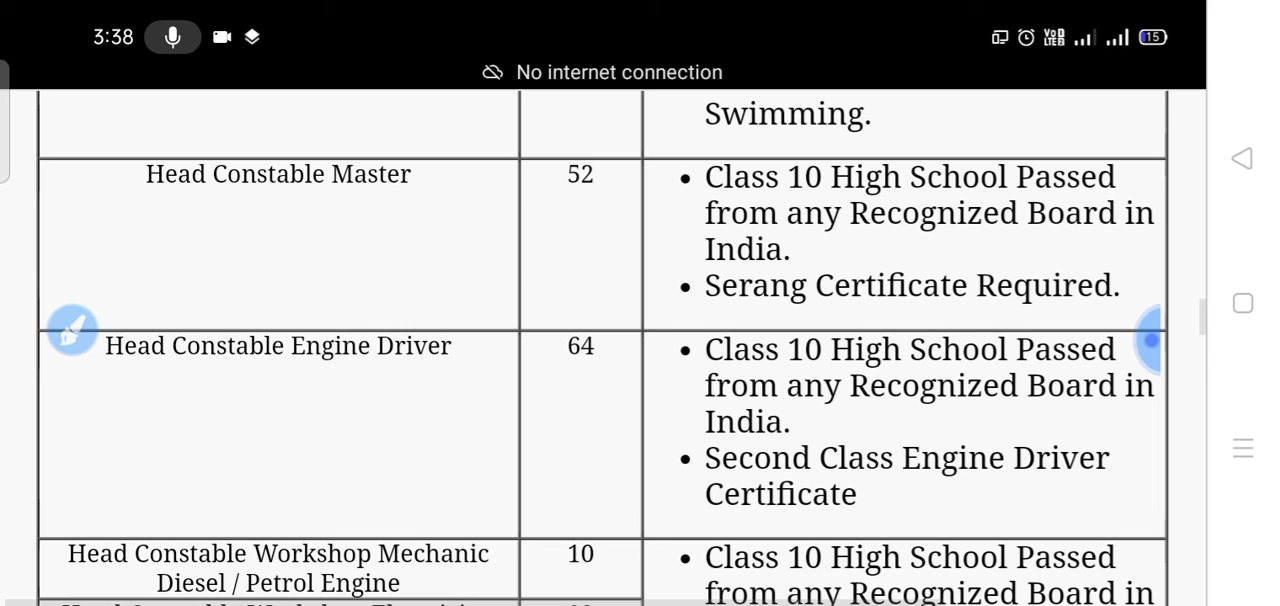 3:38
VoD
LTE2
15
No internet connection
Swimming.
Head Constable Master
52
• Class 10 High School Passed
from any Recognized Board in
India.
• Serang Certificate Required.
Head Constable Engine Driver
64
• Class 10 High School Passed
from any Recognized Board in
India.
• Second Class Engine Driver
Certificate
Head Constable Workshop Mechanic
Diesel / Petrol Engine
10
• Class 10 High School Passed
from any Recognized Board in